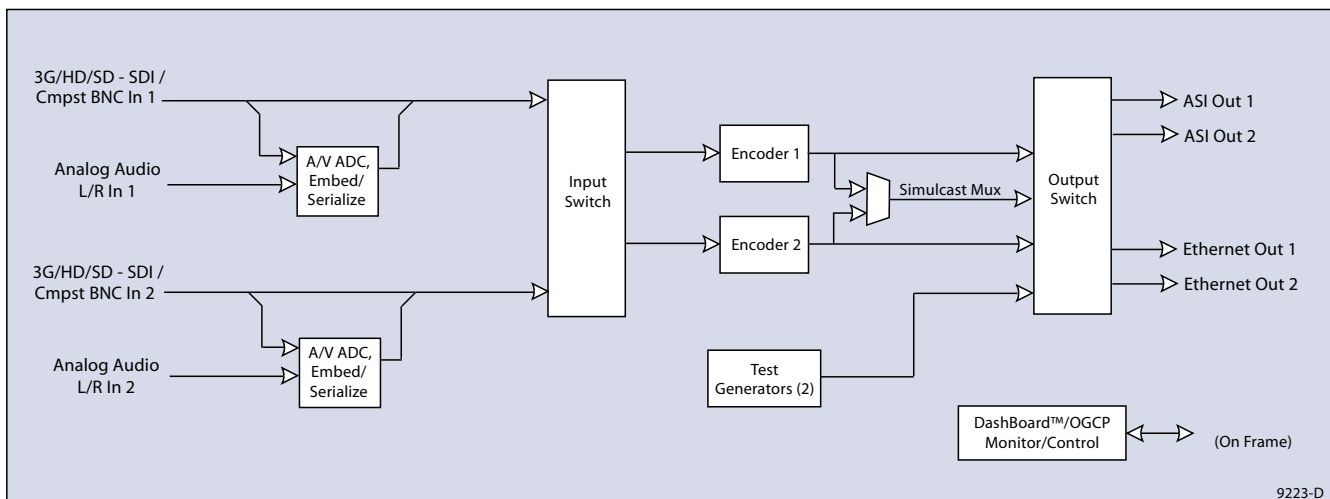 3G/HD/SD - SDI /
Cmpst BNC In 1
Analog Audio
L/R In 1
A/V ADC,
Embed/
Serialize
3G/HD/SD - SDI /
Cmpst BNC In 2
Analog Audio
L/R In 2
A/V ADC,
Embed/
Serialize
Input
Switch
Encoder 1
Encoder 2
Simulcast Mux
Test
Generators (2)
Output
Switch
ASI Out 1
ASI Out 2
Ethernet Out 1
Ethernet Out 2
DashBoard™/OGCP
Monitor/Control
(On Frame)
9223-D